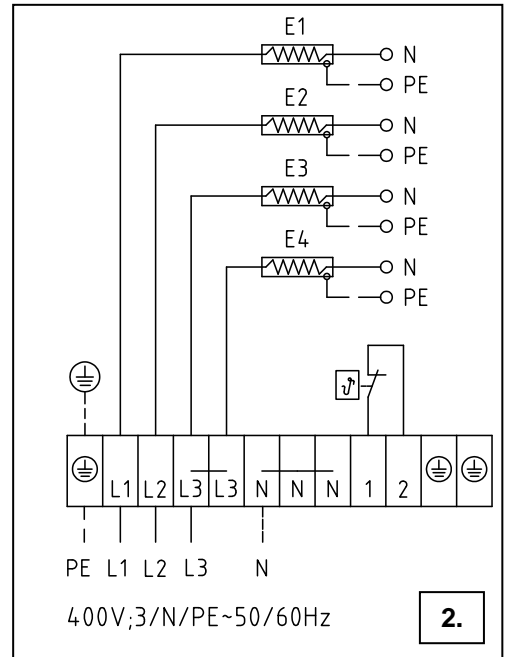 E1
N
PE
E2
N
PE
E3
N
PE
E4
N
PE
ϑ
L1 L2 L3 L3 N N N 1 2
PE L1 L2 L3 N
400V;3/N/PE~50/60Hz
2.